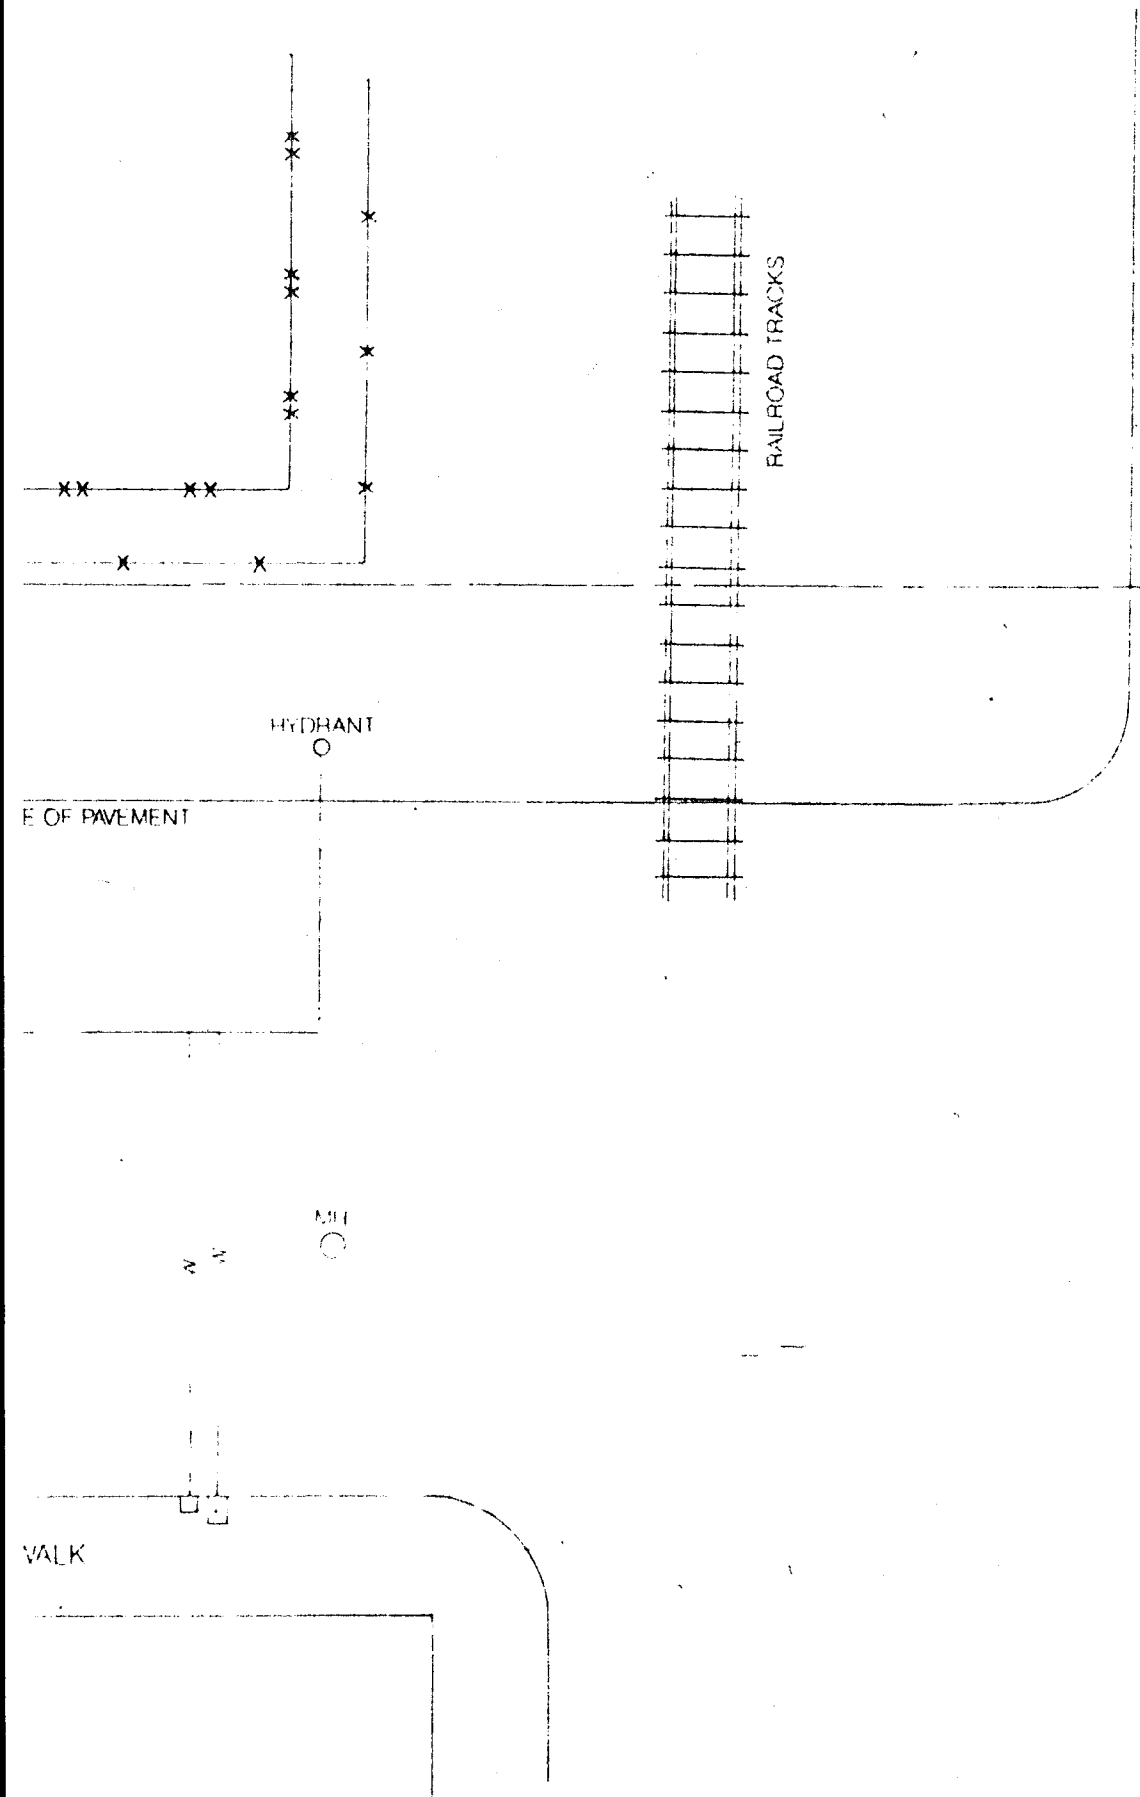 RAILROAD TRACKS
HYDRANT
E OF PAVEMENT
MH
W W
VALK